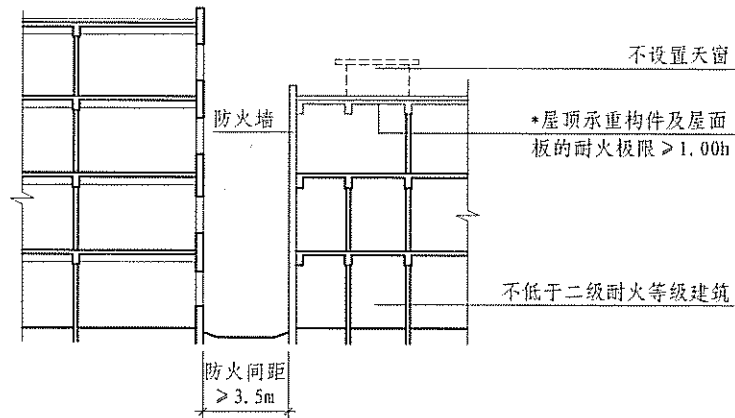 不设置天窗
防火墙
*屋顶承重构件及屋面
板的耐火极限≥1.00h
不低于二级耐火等级建筑
防火间距
≥3.5m